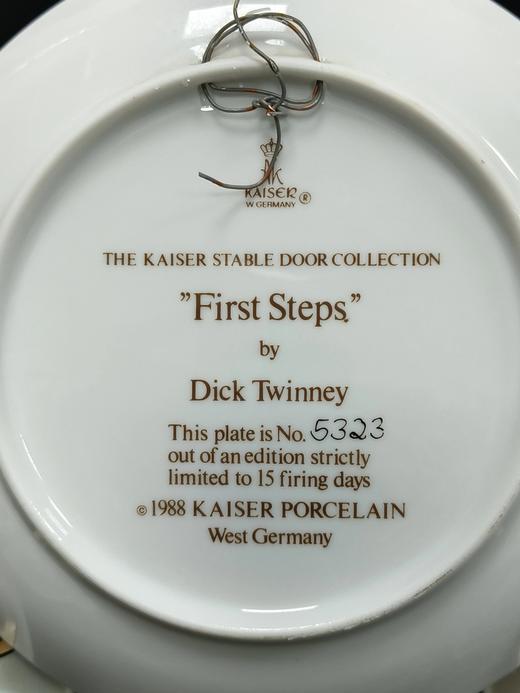 KAISER ®
W GERMANY
THE KAISER STABLE DOOR COLLECTION
"First Steps."
by
Dick Twinney
This plate is No. 5323
out of an edition strictly
limited to 15 firing days
© 1988 KAISER PORCELAIN
West Germany